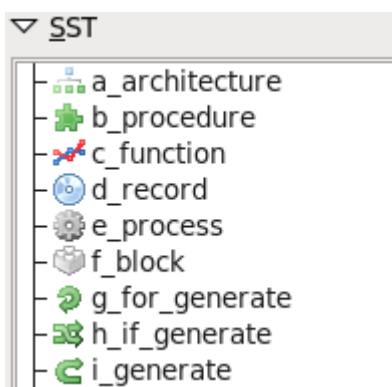 SST
a_architecture
b_procedure
c_function
d_record
e_process
f_block
g_for_generate
h_if_generate
i_generate